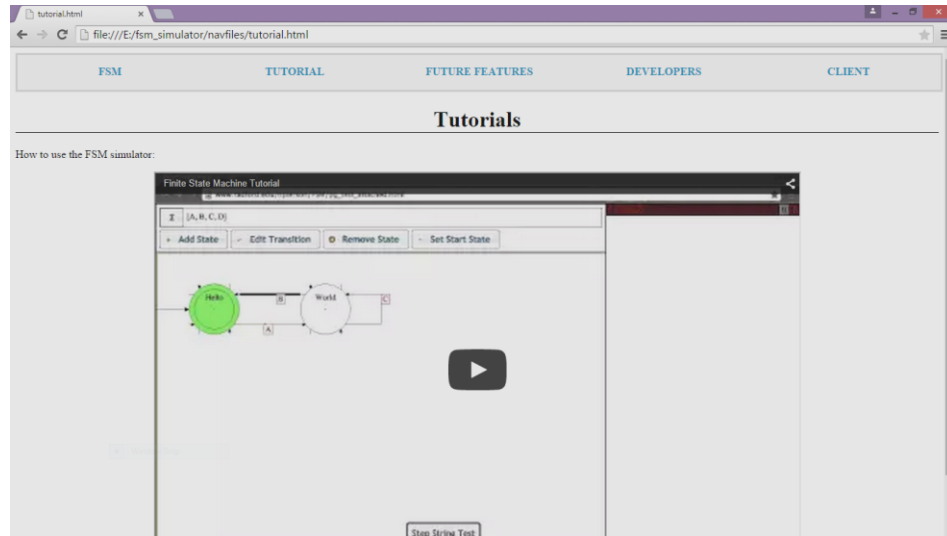 tutorial.html
file:///E:/fsm_simulator/navfiles/tutorial.html
FSM TUTORIAL FUTURE FEATURES DEVELOPERS CLIENT
Tutorials
How to use the FSM simulator:
Finite State Machine Tutorial
Σ {A, B, C, D}
Add State Edit Transition Remove State Set Start State
Hello B World C
A
Stop String Test